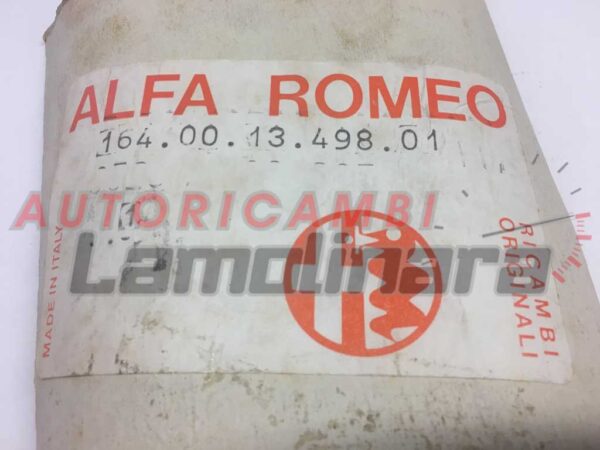 ALFA ROMEO
164.00.13.498.01
AUTORICAMBI
Lamolinara
MADE IN ITALY
RICAMBI
ORIGINALI